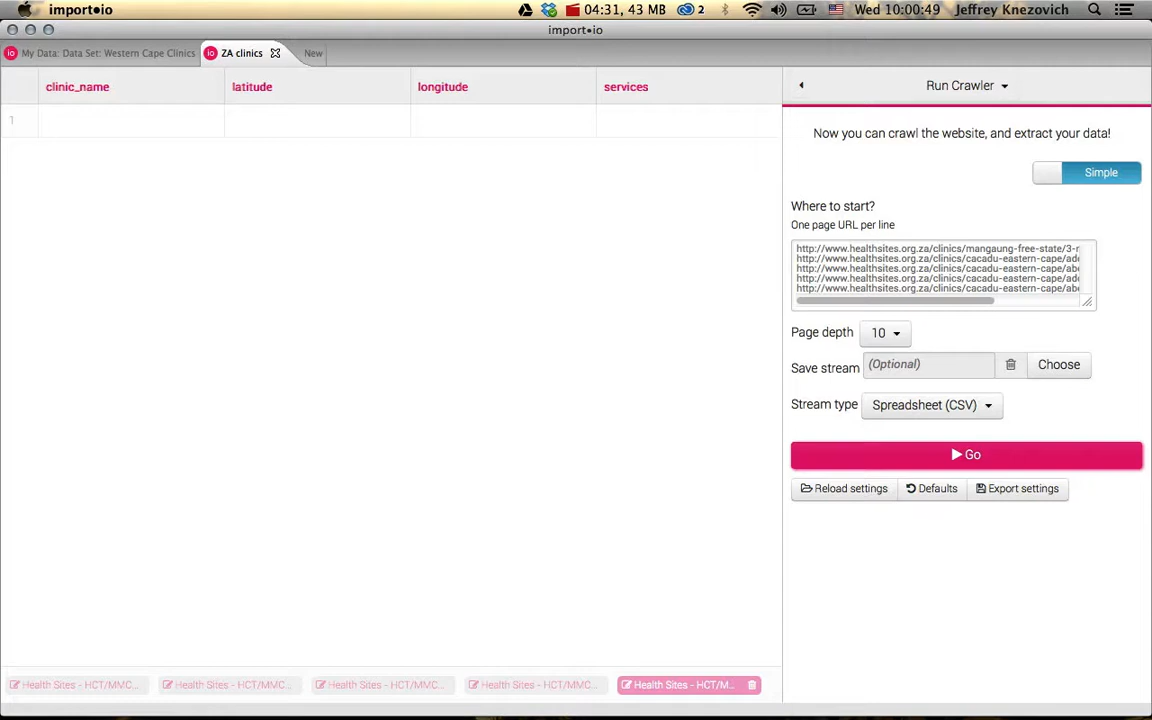 import•io
04:31, 43 MB
2
Wed 10:00:49
Jeffrey Knezovich
import•io
io My Data: Data Set: Western Cape Clinics
io ZA clinics
New
clinic_name
latitude
longitude
services
Run Crawler
1
Now you can crawl the website, and extract your data!
Simple
Where to start?
One page URL per line
http://www.healthsites.org.za/clinics/mangaung-free-state/3-
http://www.healthsites.org.za/clinics/cacadu-eastern-cape/
http://www.healthsites.org.za/clinics/cacadu-eastern-cape/
http://www.healthsites.org.za/clinics/cacadu-eastern-cape/
http://www.healthsites.org.za/clinics/cacadu-eastern-cape/
Page depth
10
Save stream
(Optional)
Choose
Stream type
Spreadsheet (CSV)
Go
Reload settings
Defaults
Export settings
Health Sites - HCT/MMC...
Health Sites - HCT/MMC...
Health Sites - HCT/MMC...
Health Sites - HCT/MMC...
Health Sites - HCT/M...